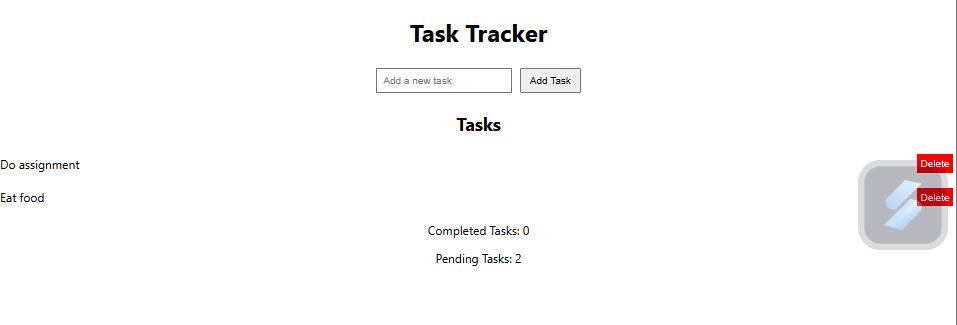 Task Tracker
Add a new task Add Task
Tasks
Do assignment Delete
Eat food Delete
Completed Tasks: 0
Pending Tasks: 2